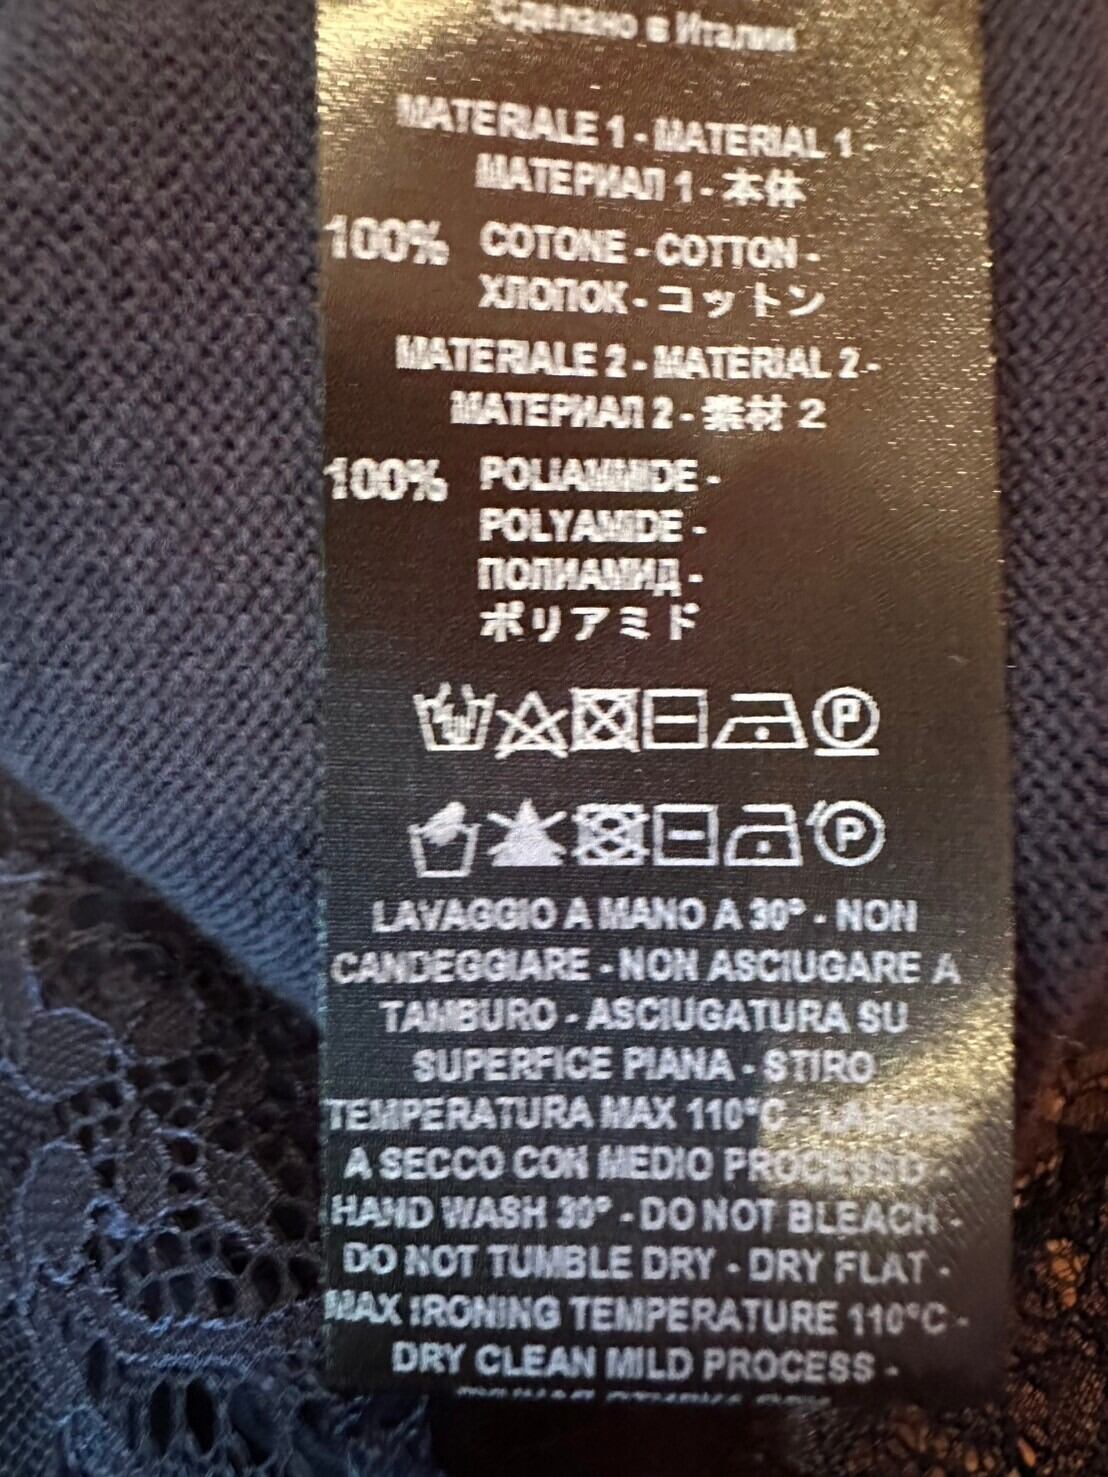 Сделано в Италии
MATERIALE 1 - MATERIAL 1 -
МАТЕРИАЛ 1 - 本体
100% COTONE - COTTON -
ХЛОПОК - コットン
MATERIALE 2 - MATERIAL 2 -
МАТЕРИАЛ 2 - 素材 2
100% POLIAMMIDE -
POLYAMIDE -
ПОЛИАМИД -
ポリアミド
P
P
LAVAGGIO A MANO A 30° - NON
CANDEGGIARE - NON ASCIUGARE A
TAMBURO - ASCIUGATURA SU
SUPERFICE PIANA - STIRO
TEMPERATURA MAX 110°C -
A SECCO CON MEDIO PROCESSO -
HAND WASH 30° - DO NOT BLEACH -
DO NOT TUMBLE DRY - DRY FLAT -
MAX IRONING TEMPERATURE 110°C -
DRY CLEAN MILD PROCESS -